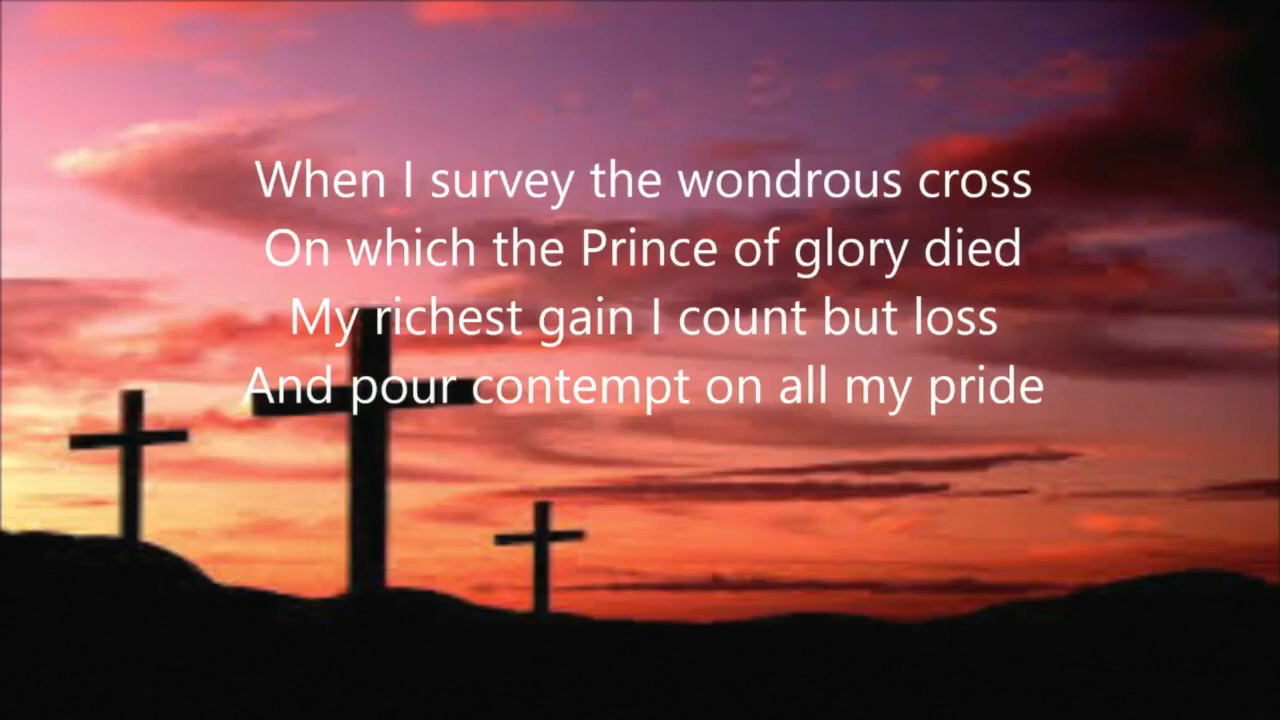 When I survey the wondrous cross
On which the Prince of glory died
My richest gain I count but loss
And pour contempt on all my pride